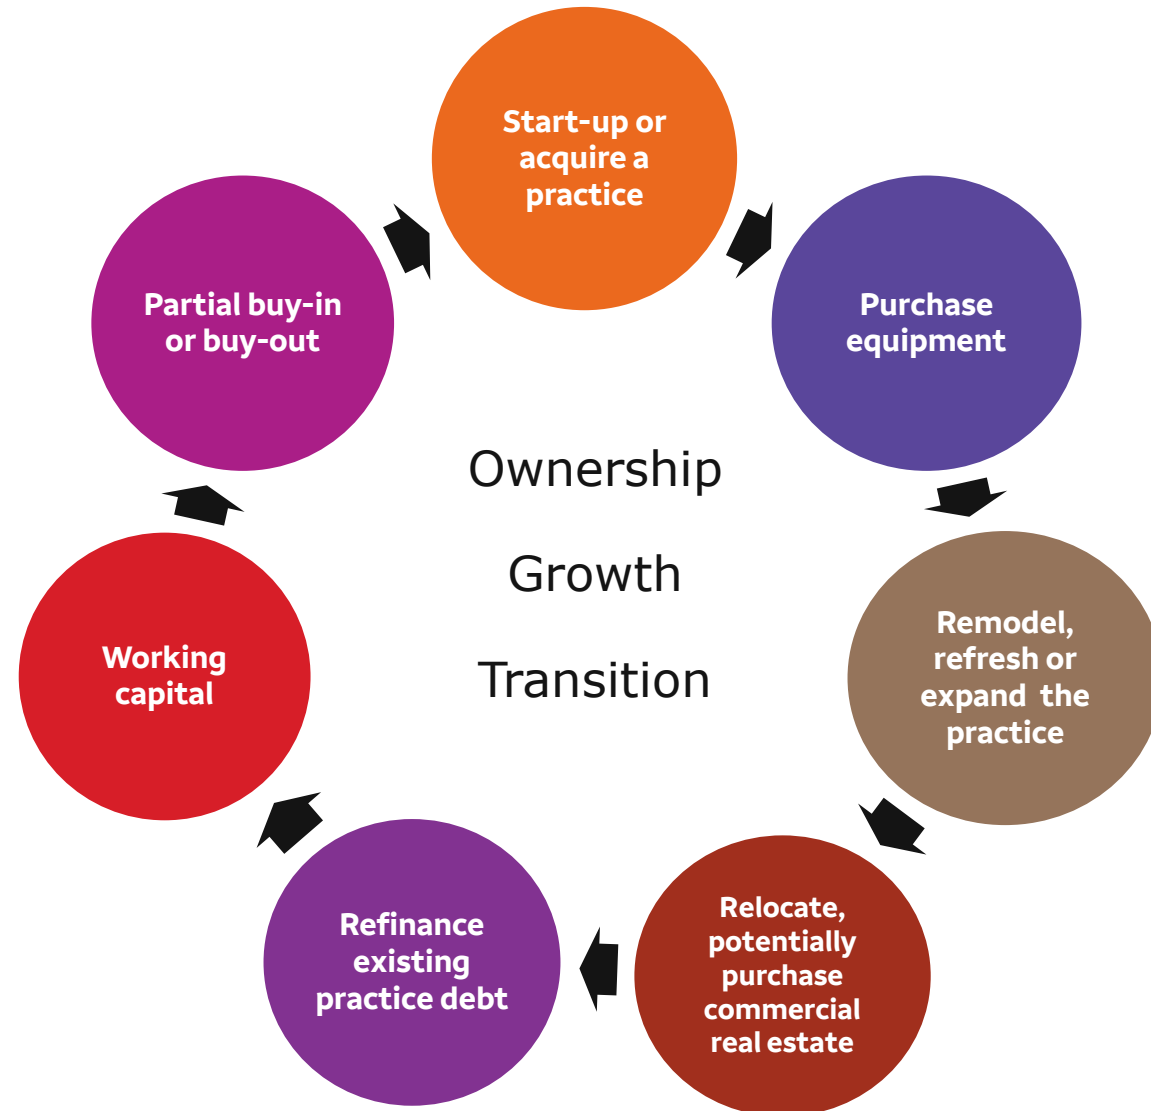 Start-up or
acquire a
practice
Purchase
equipment
Remodel,
refresh or
expand the
practice
Relocate,
potentially
purchase
commercial
real estate
Refinance
existing
practice debt
Working
capital
Partial buy-in
or buy-out
Ownership
Growth
Transition